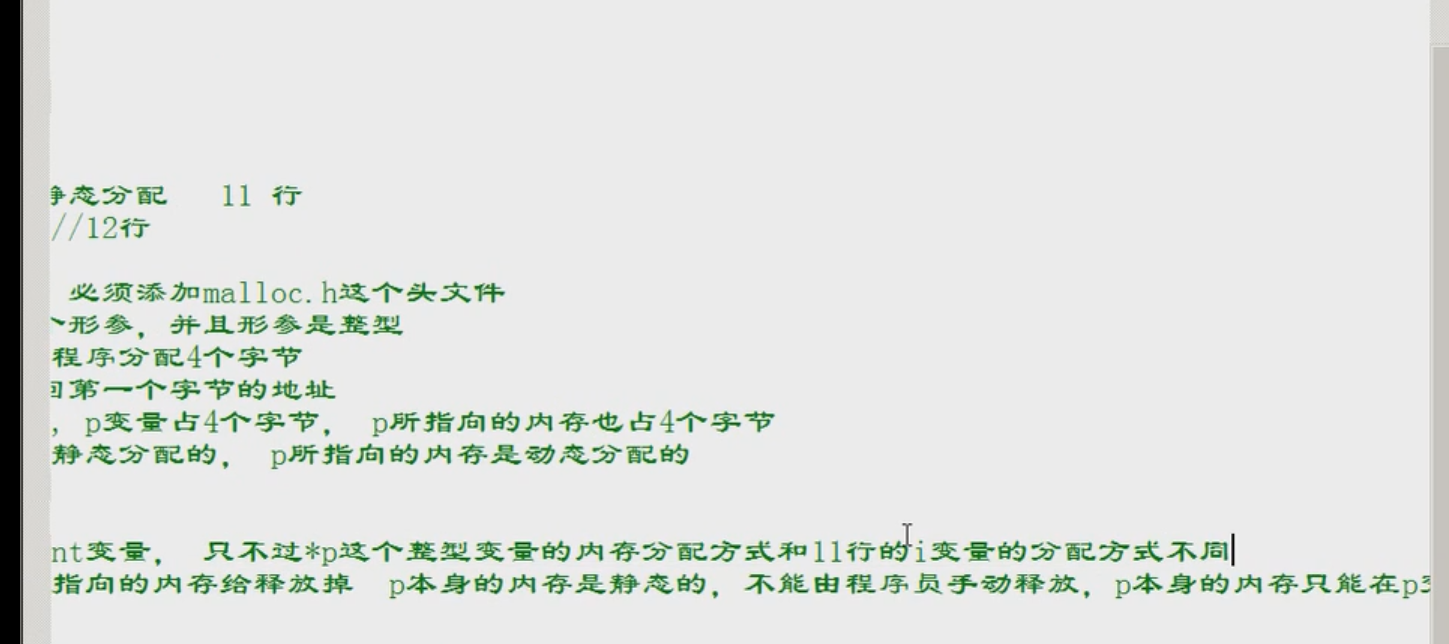 静态分配 11 行
//12行
必须添加malloc.h这个头文件
个形参, 并且形参是整型
程序分配4个字节
回第一个字节的地址
, p变量占4个字节, p所指向的内存也占4个字节
静态分配的, p所指向的内存是动态分配的
nt变量, 只不过*p这个整型变量的内存分配方式和11行的i变量的分配方式不同
指向的内存给释放掉 p本身的内存是静态的, 不能由程序员手动释放, p本身的内存只能在p